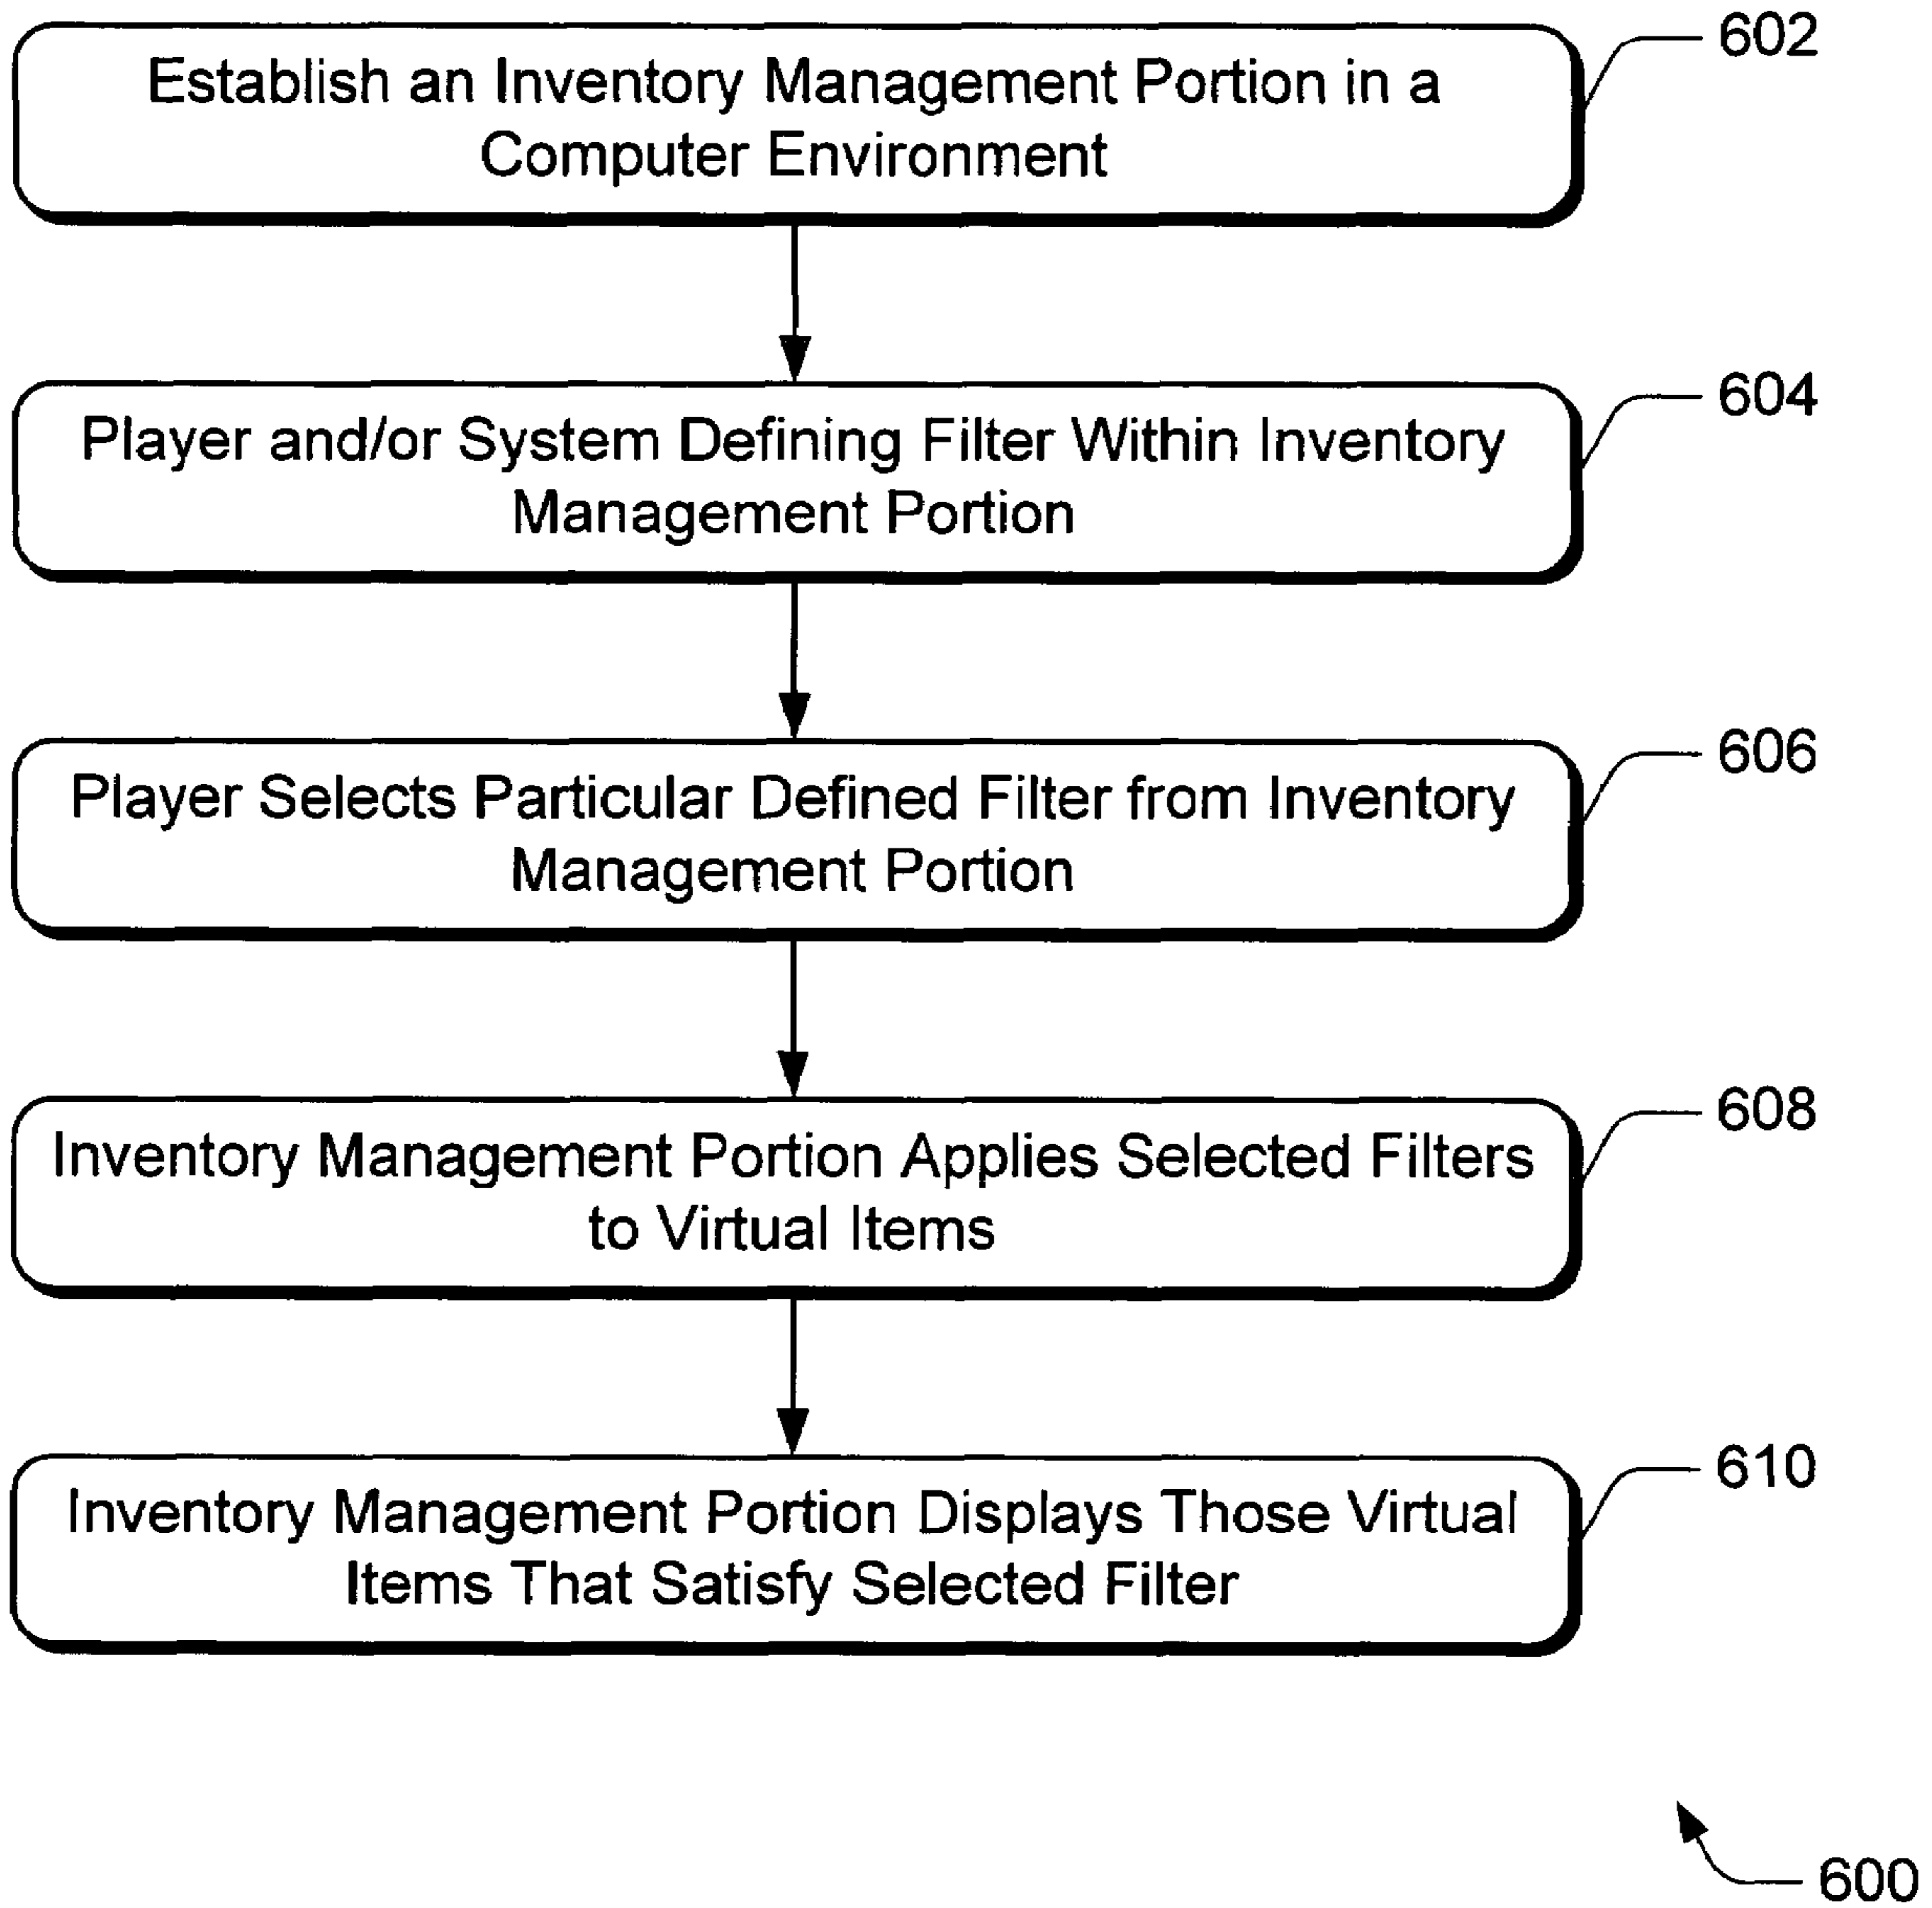 602
Establish an Inventory Management Portion in a
Computer Environment
604
Player and/or System Defining Filter Within Inventory
Management Portion
606
Player Selects Particular Defined Filter from Inventory
Management Portion
608
Inventory Management Portion Applies Selected Filters
to Virtual Items
610
Inventory Management Portion Displays Those Virtual
Items That Satisfy Selected Filter
600